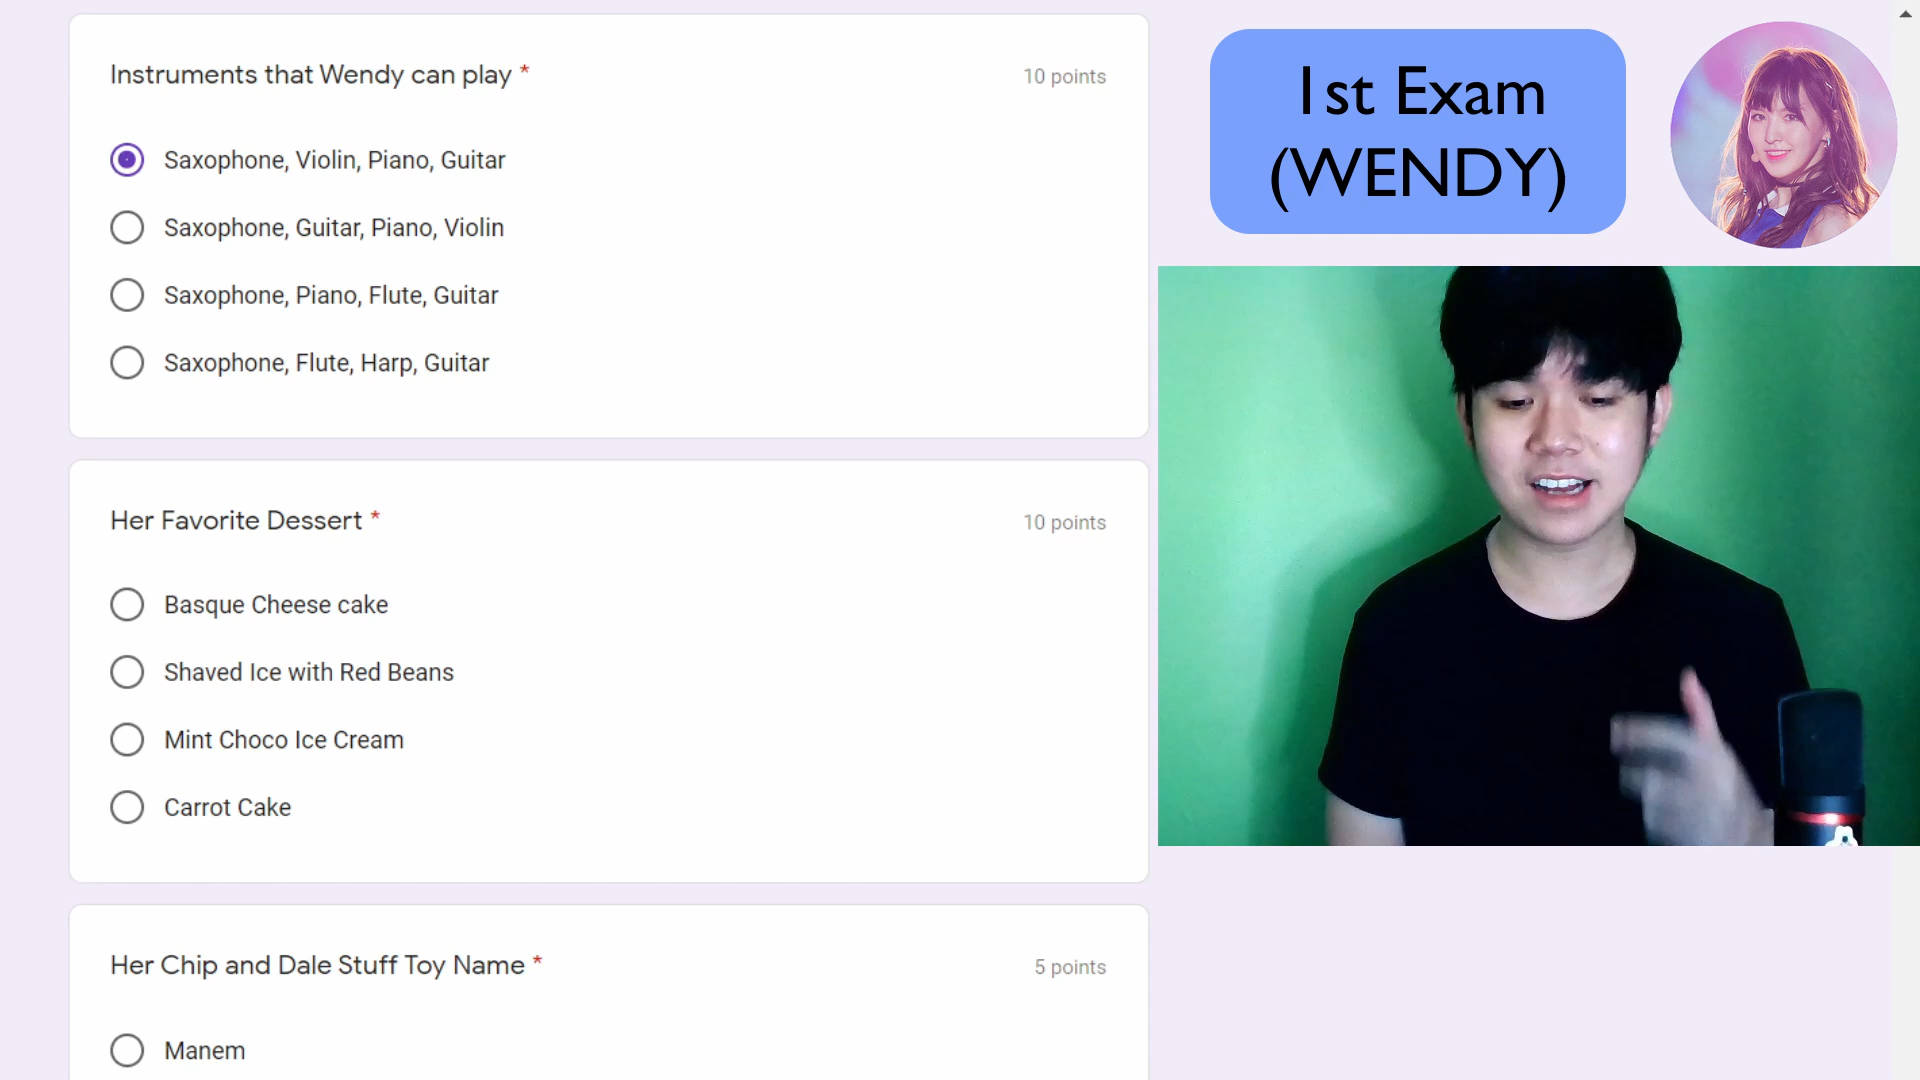 Instruments that Wendy can play *
10 points
Saxophone, Violin, Piano, Guitar
Saxophone, Guitar, Piano, Violin
Saxophone, Piano, Flute, Guitar
Saxophone, Flute, Harp, Guitar
Her Favorite Dessert *
10 points
Basque Cheese cake
Shaved Ice with Red Beans
Mint Choco Ice Cream
Carrot Cake
Her Chip and Dale Stuff Toy Name *
5 points
Manem
1st Exam
(WENDY)